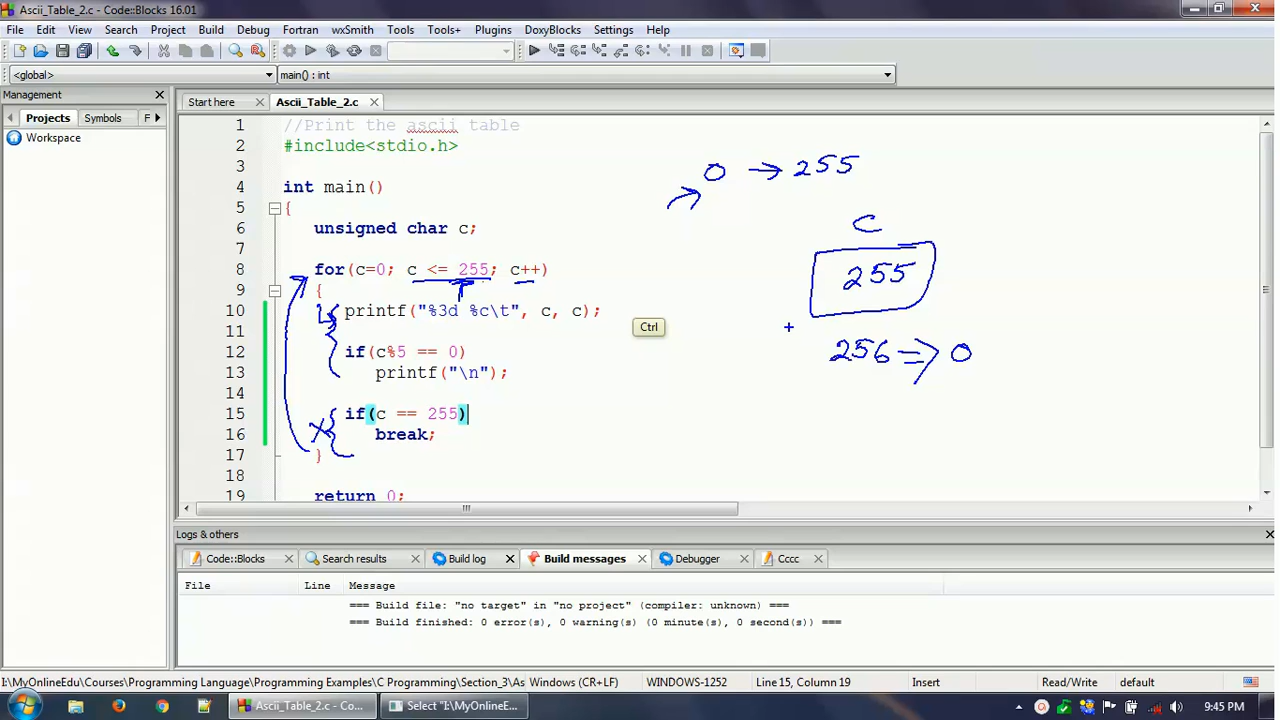 Ascii_Table_2.c - Code::Blocks 16.01
File Edit View Search Project Build Debug Fortran wxSmith Tools Tools+ Plugins DoxyBlocks Settings Help
<global> main() : int
Management
Start here Ascii_Table_2.c
Projects Symbols F
Workspace
1 //Print the ascii table
2 #include<stdio.h>
3
4 int main()
5 {
6 unsigned char c;
7
8 for(c=0; c <= 255; c++)
9 {
10 printf("%3d %c\t", c, c);
11
12 if(c%5 == 0)
13 printf("\n");
14
15 if(c == 255)
16 break;
17 }
18
19 return 0;
0 → 255
C
255
Ctrl
256 => 0
Logs & others
Code::Blocks Search results Build log Build messages Debugger Cccc
File Line Message
=== Build file: "no target" in "no project" (compiler: unknown) ===
=== Build finished: 0 error(s), 0 warning(s) (0 minute(s), 0 second(s)) ===
I:\MyOnlineEdu\Courses\Programming Language\Programming Examples\C Programming\Section_3\As Windows (CR+LF) WINDOWS-1252 Line 15, Column 19 Insert Read/Write default
Ascii_Table_2.c - Co... Select "I:\MyOnlineE... 9:45 PM